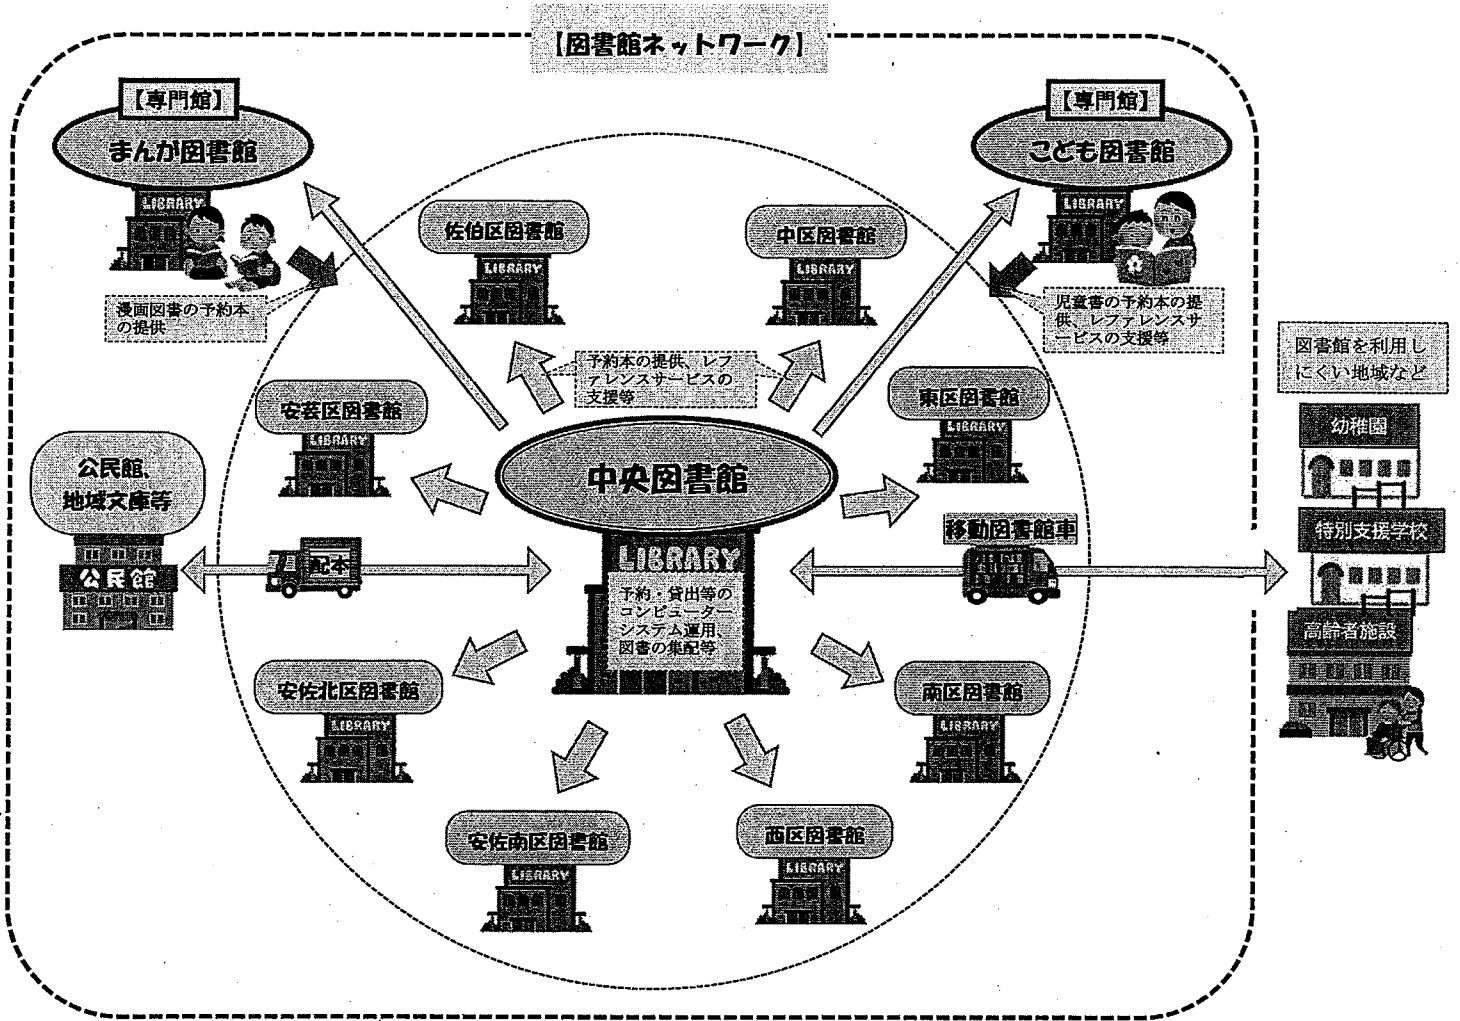 【図書館ネットワーク】
【専門館】
まんが図書館
LIBRARY
漫画図書の予約本
の提供
【専門館】
こども図書館
LIBRARY
児童書の予約本の提
供、レファレンスサ
ービスの支援等
佐伯区図書館
LIBRARY
中区図書館
LIBRARY
予約本の提供、レフ
ァレンスサービスの
支援等
安芸区図書館
LIBRARY
東区図書館
LIBRARY
図書館を利用し
にくい地域など
幼稚園
特別支援学校
高齢者施設
公民館、
地域文庫等
公民館
配本
中央図書館
LIBRARY
予約・貸出等の
コンピューター
システム運用、
図書の集配等
移動図書館車
安佐北区図書館
LIBRARY
南区図書館
LIBRARY
安佐南区図書館
LIBRARY
西区図書館
LIBRARY